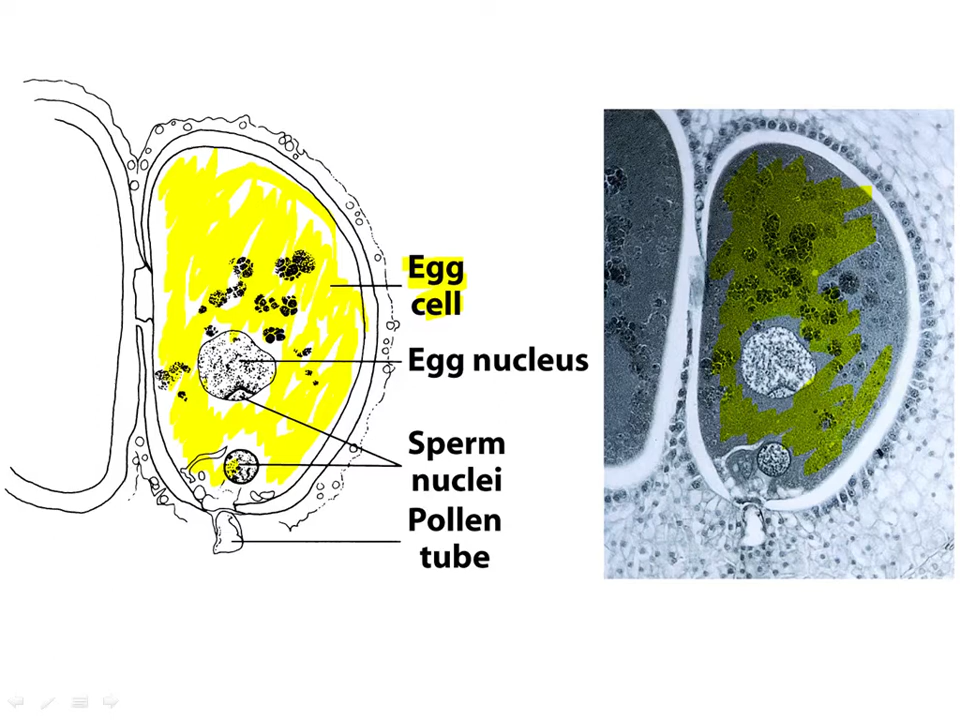 Egg
cell
Egg nucleus
Sperm
nuclei
Pollen
tube